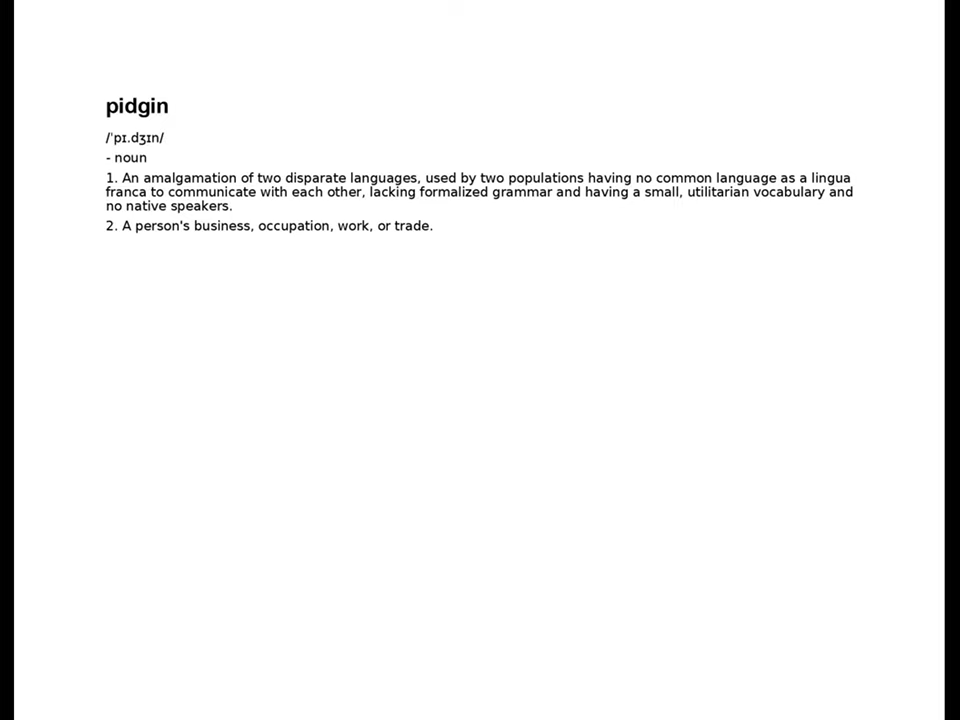 pidgin
/ˈpɪ.dʒɪn/
- noun
1. An amalgamation of two disparate languages, used by two populations having no common language as a lingua
franca to communicate with each other, lacking formalized grammar and having a small, utilitarian vocabulary and
no native speakers.
2. A person's business, occupation, work, or trade.